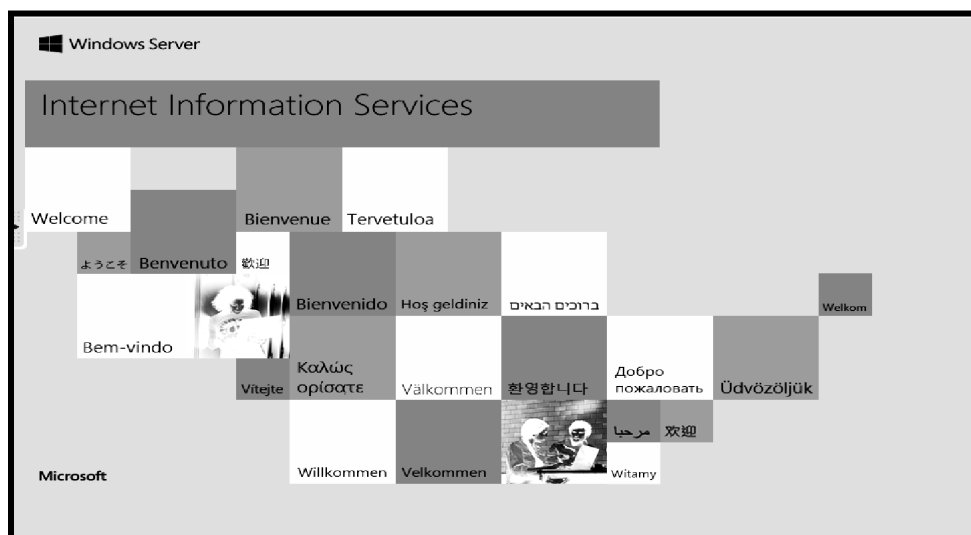 Windows Server
Internet Information Services
Welcome
Bienvenue
Tervetuloa
ようこそ
Benvenuto
歡迎
Bienvenido
Hoş geldiniz
ברוכים הבאים
Welkom
Bem-vindo
Vítejte
Καλώς
ορίσατε
Välkommen
환영합니다
Добро
пожаловать
Üdvözöljük
Willkommen
Velkommen
مرحبا
欢迎
Witamy
Microsoft